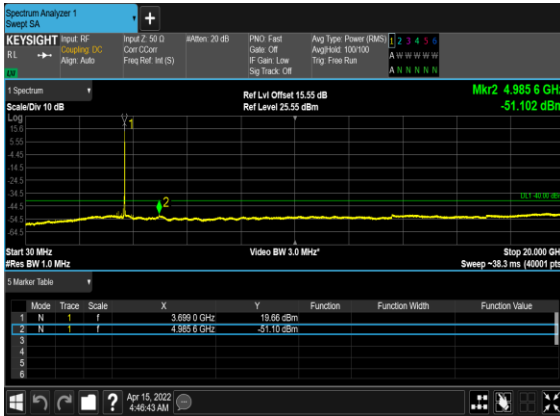 Spectrum Analyzer 1
Swept SA
+
KEYSIGHT Input: RF Input Z: 50 Ω #Atten: 20 dB PNO: Fast Avg Type: Power (RMS) 1 2 3 4 5 6
RL Coupling: DC Corr CCorr Gate: Off Avg|Hold: 100/100 A W W W W W
Align: Auto Freq Ref: Int (S) IF Gain: Low Trig: Free Run
Sig Track: Off A N N N N N
1 Spectrum Ref Lvl Offset 15.55 dB Mkr2 4.985 6 GHz
Scale/Div 10 dB Ref Level 25.55 dBm -51.102 dBm
Log
15.6
5.55
-4.45
-14.5
-24.5
-34.5
-44.5
-54.5
-64.5
1
2
DL1 -40.00 dBm
Start 30 MHz Video BW 3.0 MHz* Stop 20.000 GHz
#Res BW 1.0 MHz Sweep ~38.3 ms (40001 pts)
5 Marker Table
Mode Trace Scale X Y Function Function Width Function Value
1 N 1 f 3.699 0 GHz 19.66 dBm
2 N 1 f 4.985 6 GHz -51.10 dBm
3
4
5
6
? Apr 15, 2022
4:46:43 AM